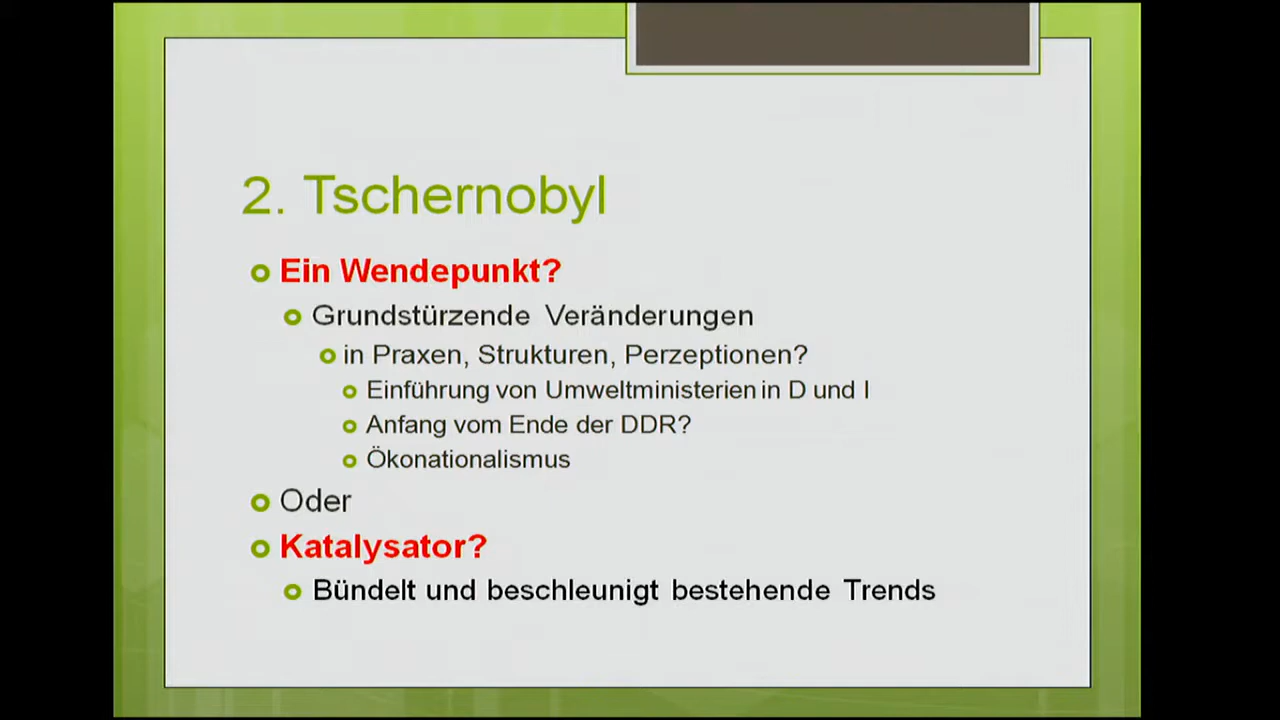 2. Tschernobyl
Ein Wendepunkt?
Grundstürzende Veränderungen
in Praxen, Strukturen, Perzeptionen?
Einführung von Umweltministerien in D und I
Anfang vom Ende der DDR?
Ökonationalismus
Oder
Katalysator?
Bündelt und beschleunigt bestehende Trends